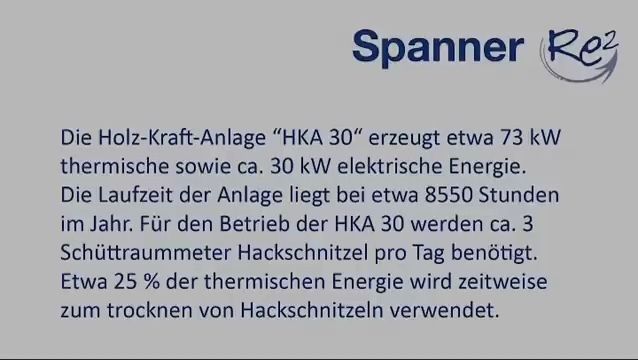 Spanner Re²
Die Holz-Kraft-Anlage “HKA 30“ erzeugt etwa 73 kW
thermische sowie ca. 30 kW elektrische Energie.
Die Laufzeit der Anlage liegt bei etwa 8550 Stunden
im Jahr. Für den Betrieb der HKA 30 werden ca. 3
Schüttraummeter Hackschnitzel pro Tag benötigt.
Etwa 25 % der thermischen Energie wird zeitweise
zum trocknen von Hackschnitzeln verwendet.